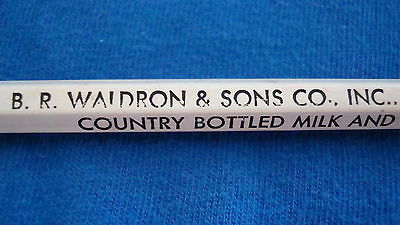 B. R. WALDRON & SONS CO., INC..
COUNTRY BOTTLED MILK AND